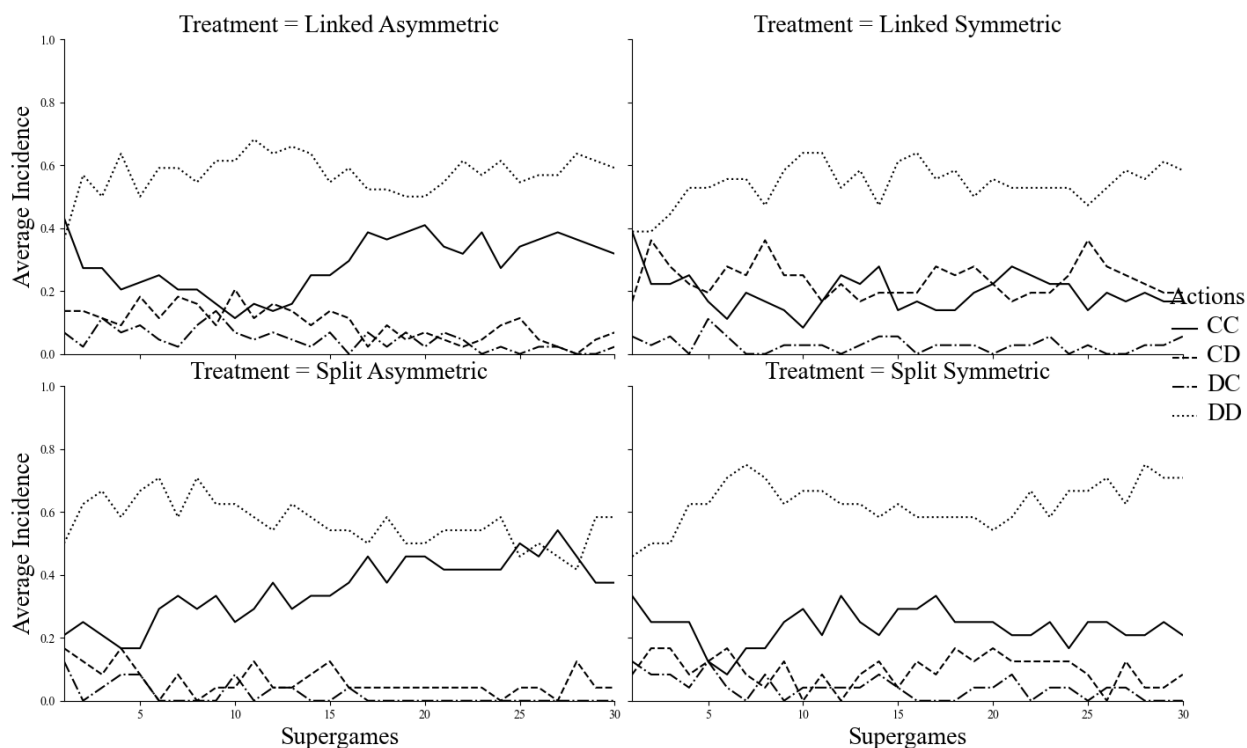 Treatment = Linked Asymmetric
Treatment = Linked Symmetric
1.0
0.8
0.6
0.4
0.2
0.0
Average Incidence
Actions
CC
CD
DC
DD
Treatment = Split Asymmetric
Treatment = Split Symmetric
1.0
0.8
0.6
0.4
0.2
0.0
Average Incidence
5 10 15 20 25 30
5 10 15 20 25 30
Supergames
Supergames